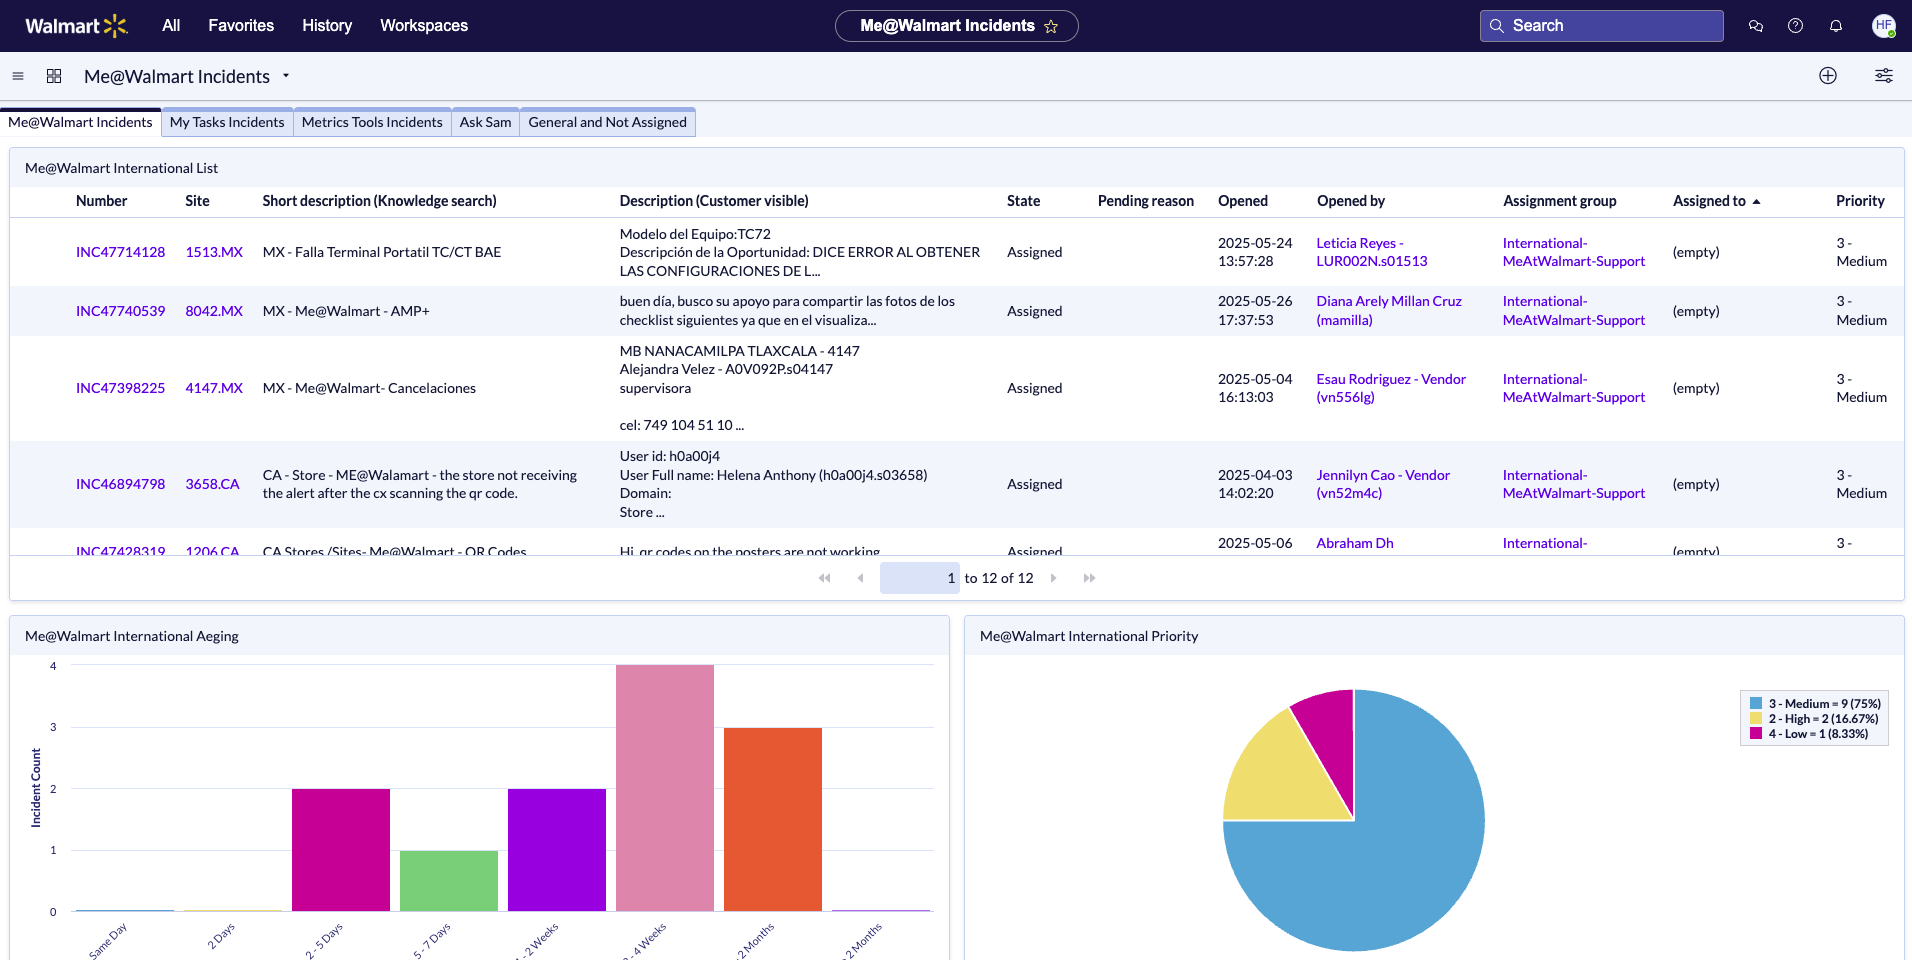 Walmart
All
Favorites
History
Workspaces
Me@Walmart Incidents
Search
HF
Me@Walmart Incidents
Me@Walmart Incidents
My Tasks Incidents
Metrics Tools Incidents
Ask Sam
General and Not Assigned
Me@Walmart International List
Number
Site
Short description (Knowledge search)
Description (Customer visible)
State
Pending reason
Opened
Opened by
Assignment group
Assigned to
Priority
INC47714128
1513.MX
MX - Falla Terminal Portatil TC/CT BAE
Modelo del Equipo:TC72
Descripción de la Oportunidad: DICE ERROR AL OBTENER
LAS CONFIGURACIONES DE L...
Assigned
2025-05-24
13:57:28
Leticia Reyes -
LUR002N.s01513
International-
MeAtWalmart-Support
(empty)
3 -
Medium
INC47740539
8042.MX
MX - Me@Walmart - AMP+
buen día, busco su apoyo para compartir las fotos de los
checklist siguientes ya que en el visualiza...
Assigned
2025-05-26
17:37:53
Diana Arely Millan Cruz
(mamilla)
International-
MeAtWalmart-Support
(empty)
3 -
Medium
INC47398225
4147.MX
MX - Me@Walmart- Cancelaciones
MB NANACAMILPA TLAXCALA - 4147
Alejandra Velez - A0V092P.s04147
supervisora
cel: 749 104 51 10 ...
Assigned
2025-05-04
16:13:03
Esau Rodriguez - Vendor
(vn556lg)
International-
MeAtWalmart-Support
(empty)
3 -
Medium
INC46894798
3658.CA
CA - Store - ME@Walamart - the store not receiving
the alert after the cx scanning the qr code.
User id: h0a00j4
User Full name: Helena Anthony (h0a00j4.s03658)
Domain:
Store ...
Assigned
2025-04-03
14:02:20
Jennilyn Cao - Vendor
(vn52m4c)
International-
MeAtWalmart-Support
(empty)
3 -
Medium
INC47428319
1206.CA
CA Stores /Sites- Me@Walmart - QR Codes
Hi, qr codes on the posters are not working
Assigned
2025-05-06
Abraham Dh
International-
(empty)
3 -
1 to 12 of 12
Me@Walmart International Aeging
4
3
2
1
0
Incident Count
Same Day
2 Days
2 - 5 Days
5 - 7 Days
- 2 Weeks
- 4 Weeks
2 Months
2 Months
Me@Walmart International Priority
3 - Medium = 9 (75%)
2 - High = 2 (16.67%)
4 - Low = 1 (8.33%)